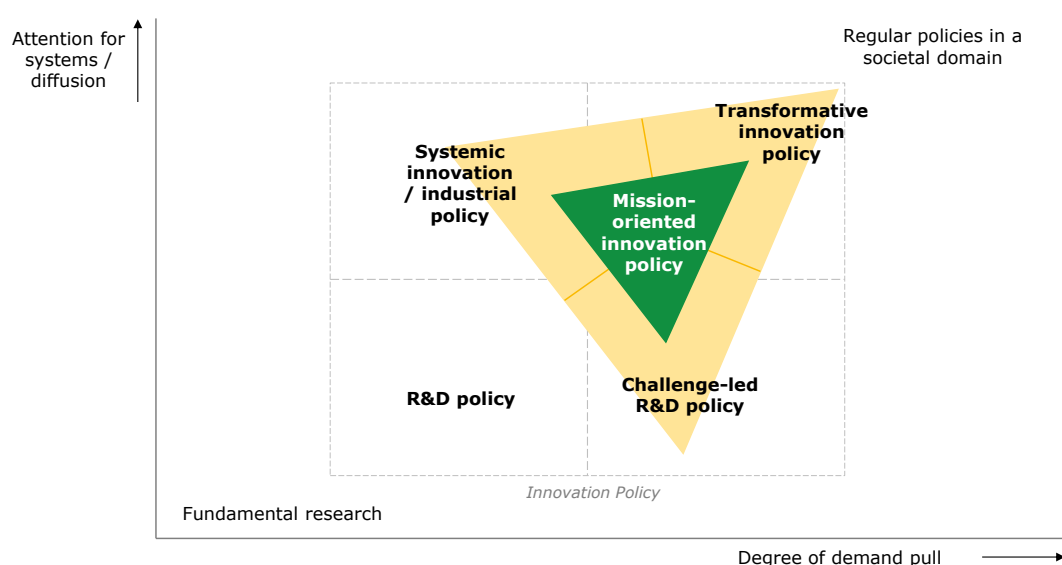 Attention for
systems /
diffusion
Regular policies in a
societal domain
Transformative
innovation
policy
Systemic
innovation
/ industrial
policy
Mission-
oriented
innovation
policy
R&D policy
Challenge-led
R&D policy
Innovation Policy
Fundamental research
Degree of demand pull